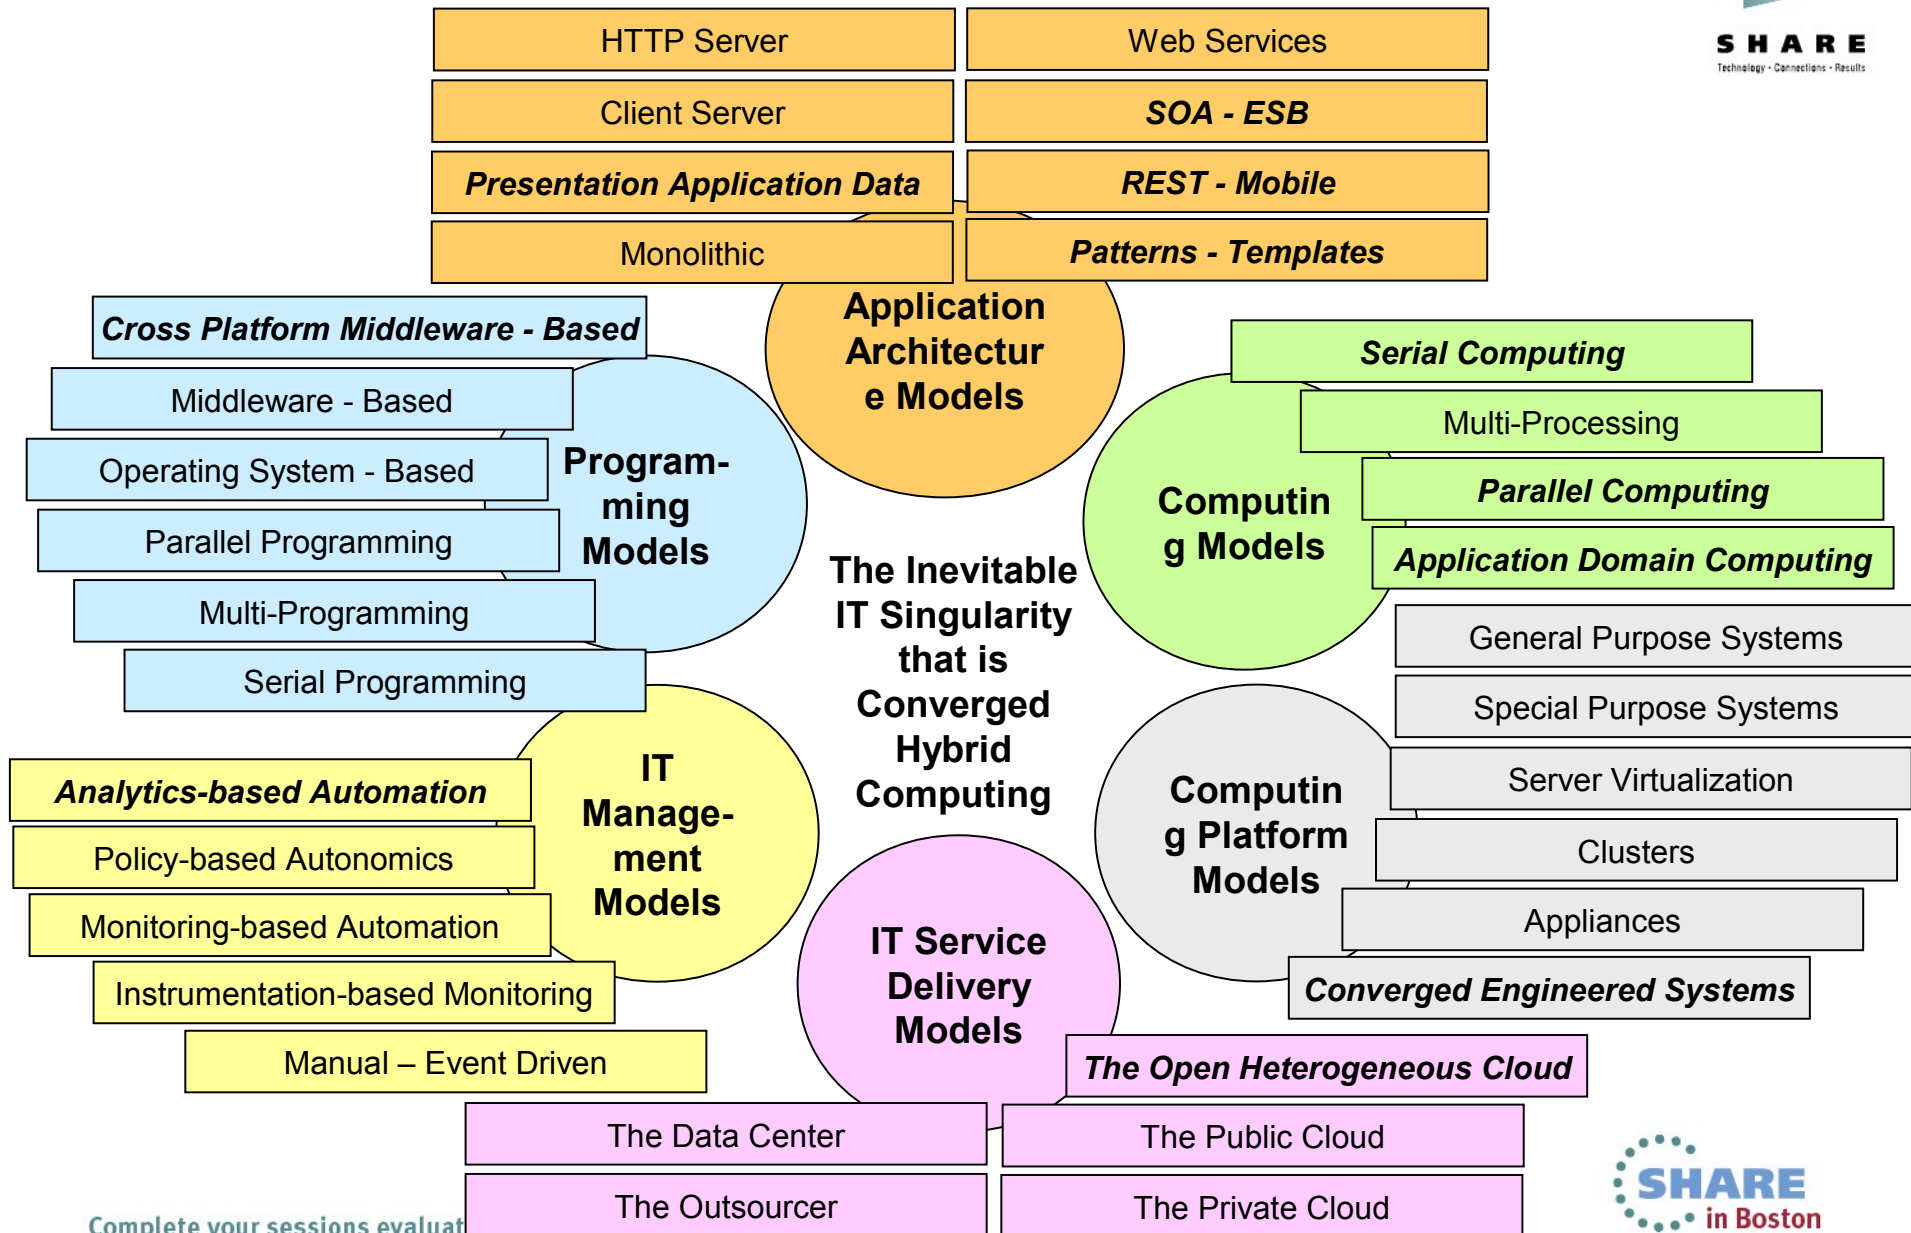 HTTP Server
Web Services
SHARE
Technology · Connections · Results
Client Server
SOA - ESB
Presentation Application Data
REST - Mobile
Monolithic
Patterns - Templates
Application
Architectur
e Models
Cross Platform Middleware - Based
Middleware - Based
Operating System - Based
Parallel Programming
Multi-Programming
Serial Programming
Program-
ming
Models
Serial Computing
Multi-Processing
Parallel Computing
Application Domain Computing
Computin
g Models
The Inevitable
IT Singularity
that is
Converged
Hybrid
Computing
General Purpose Systems
Special Purpose Systems
Server Virtualization
Clusters
Appliances
Converged Engineered Systems
Computin
g Platform
Models
Analytics-based Automation
Policy-based Autonomics
Monitoring-based Automation
Instrumentation-based Monitoring
Manual – Event Driven
IT
Manage-
ment
Models
IT Service
Delivery
Models
The Open Heterogeneous Cloud
The Data Center
The Public Cloud
The Outsourcer
The Private Cloud
Complete your sessions evaluat
SHARE
in Boston